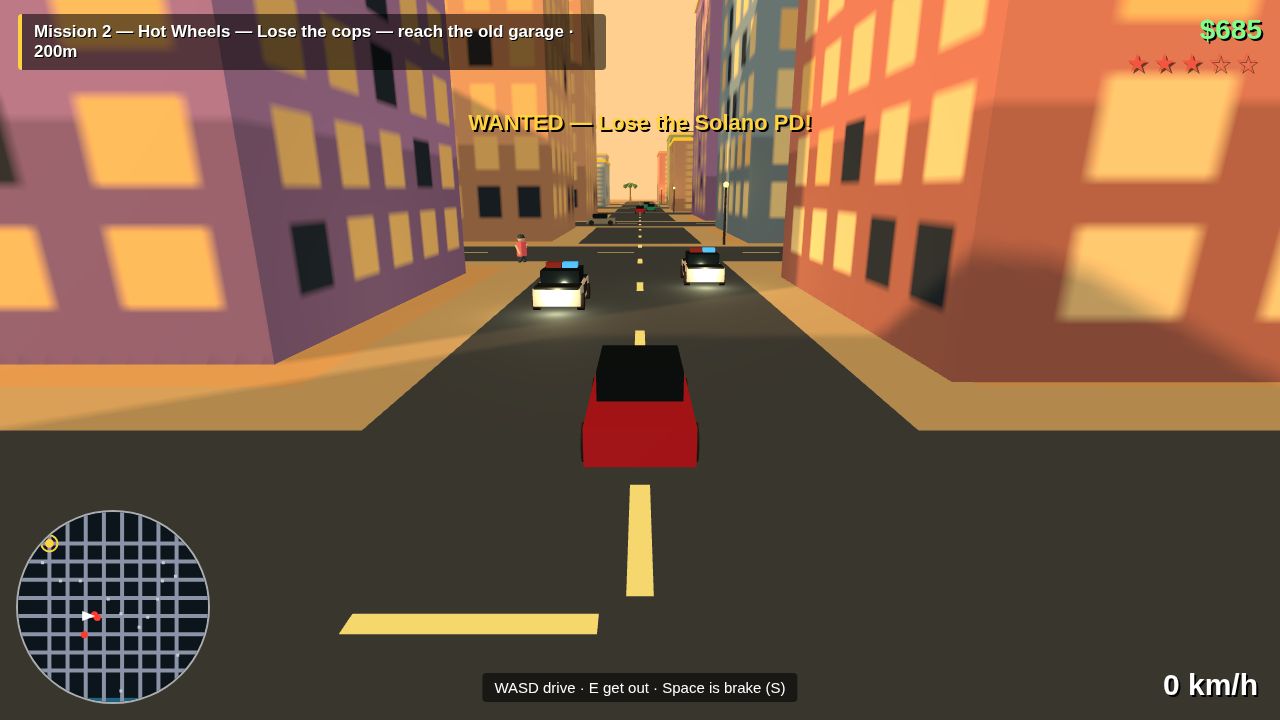 Mission 2 — Hot Wheels — Lose the cops — reach the old garage ·
200m
$685
★★★☆☆
WANTED — Lose the Solano PD!
WASD drive · E get out · Space is brake (S)
0 km/h